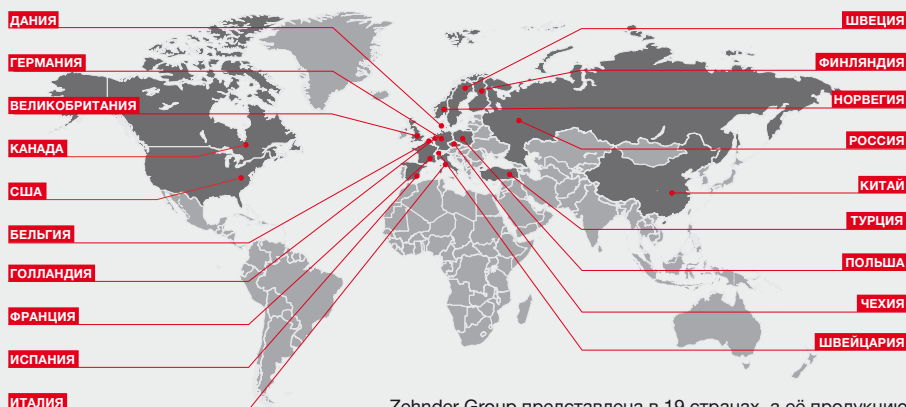 ДАНИЯ
ГЕРМАНИЯ
ВЕЛИКОБРИТАНИЯ
КАНАДА
США
БЕЛЬГИЯ
ГОЛЛАНДИЯ
ФРАНЦИЯ
ИСПАНИЯ
ИТАЛИЯ
ШВЕЦИЯ
ФИНЛЯНДИЯ
НОРВЕГИЯ
РОССИЯ
КИТАЙ
ТУРЦИЯ
ПОЛЬША
ЧЕХИЯ
ШВЕЙЦАРИЯ
Zehnder Group представлена в 19 странах, а её продукцию